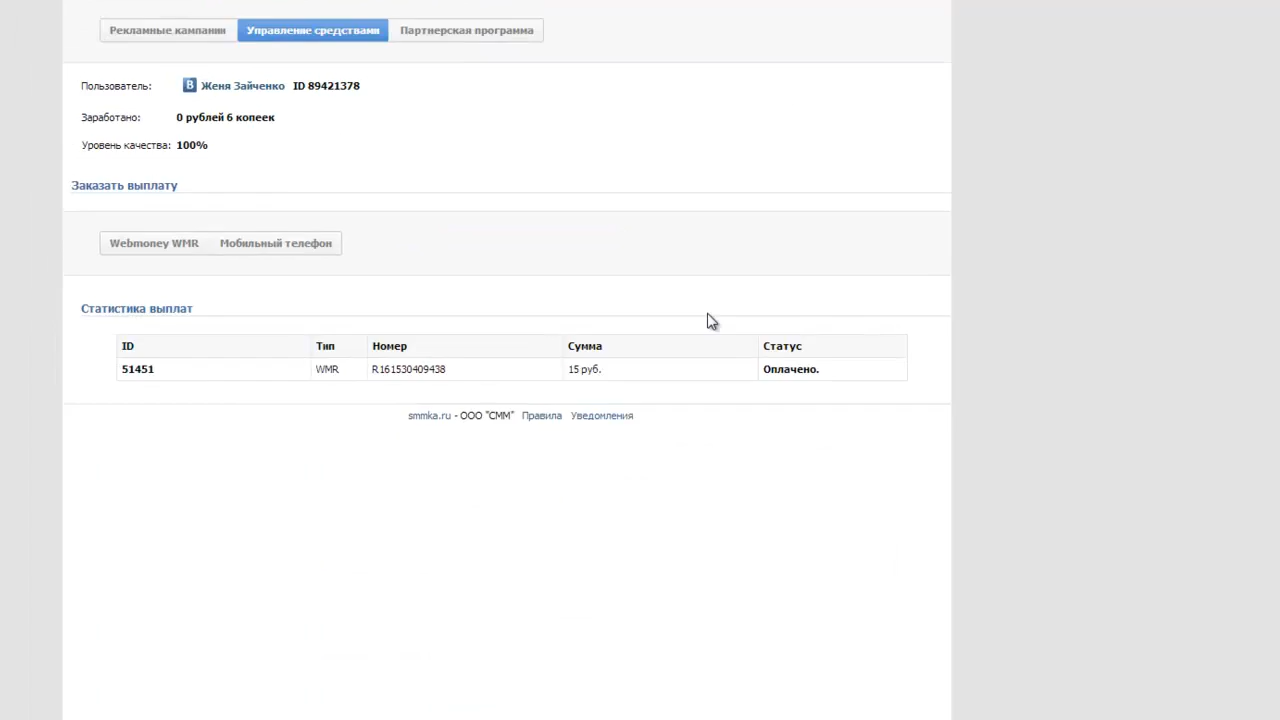 Рекламные кампании Управление средствами Партнерская программа
Пользователь: В Женя Зайченко ID 89421378
Заработано: 0 рублей 6 копеек
Уровень качества: 100%
Заказать выплату
Webmoney WMR Мобильный телефон
Статистика выплат
ID Тип Номер Сумма Статус
51451 WMR R161530409438 15 руб. Оплачено.
smmka.ru - ООО "СММ" Правила Уведомления